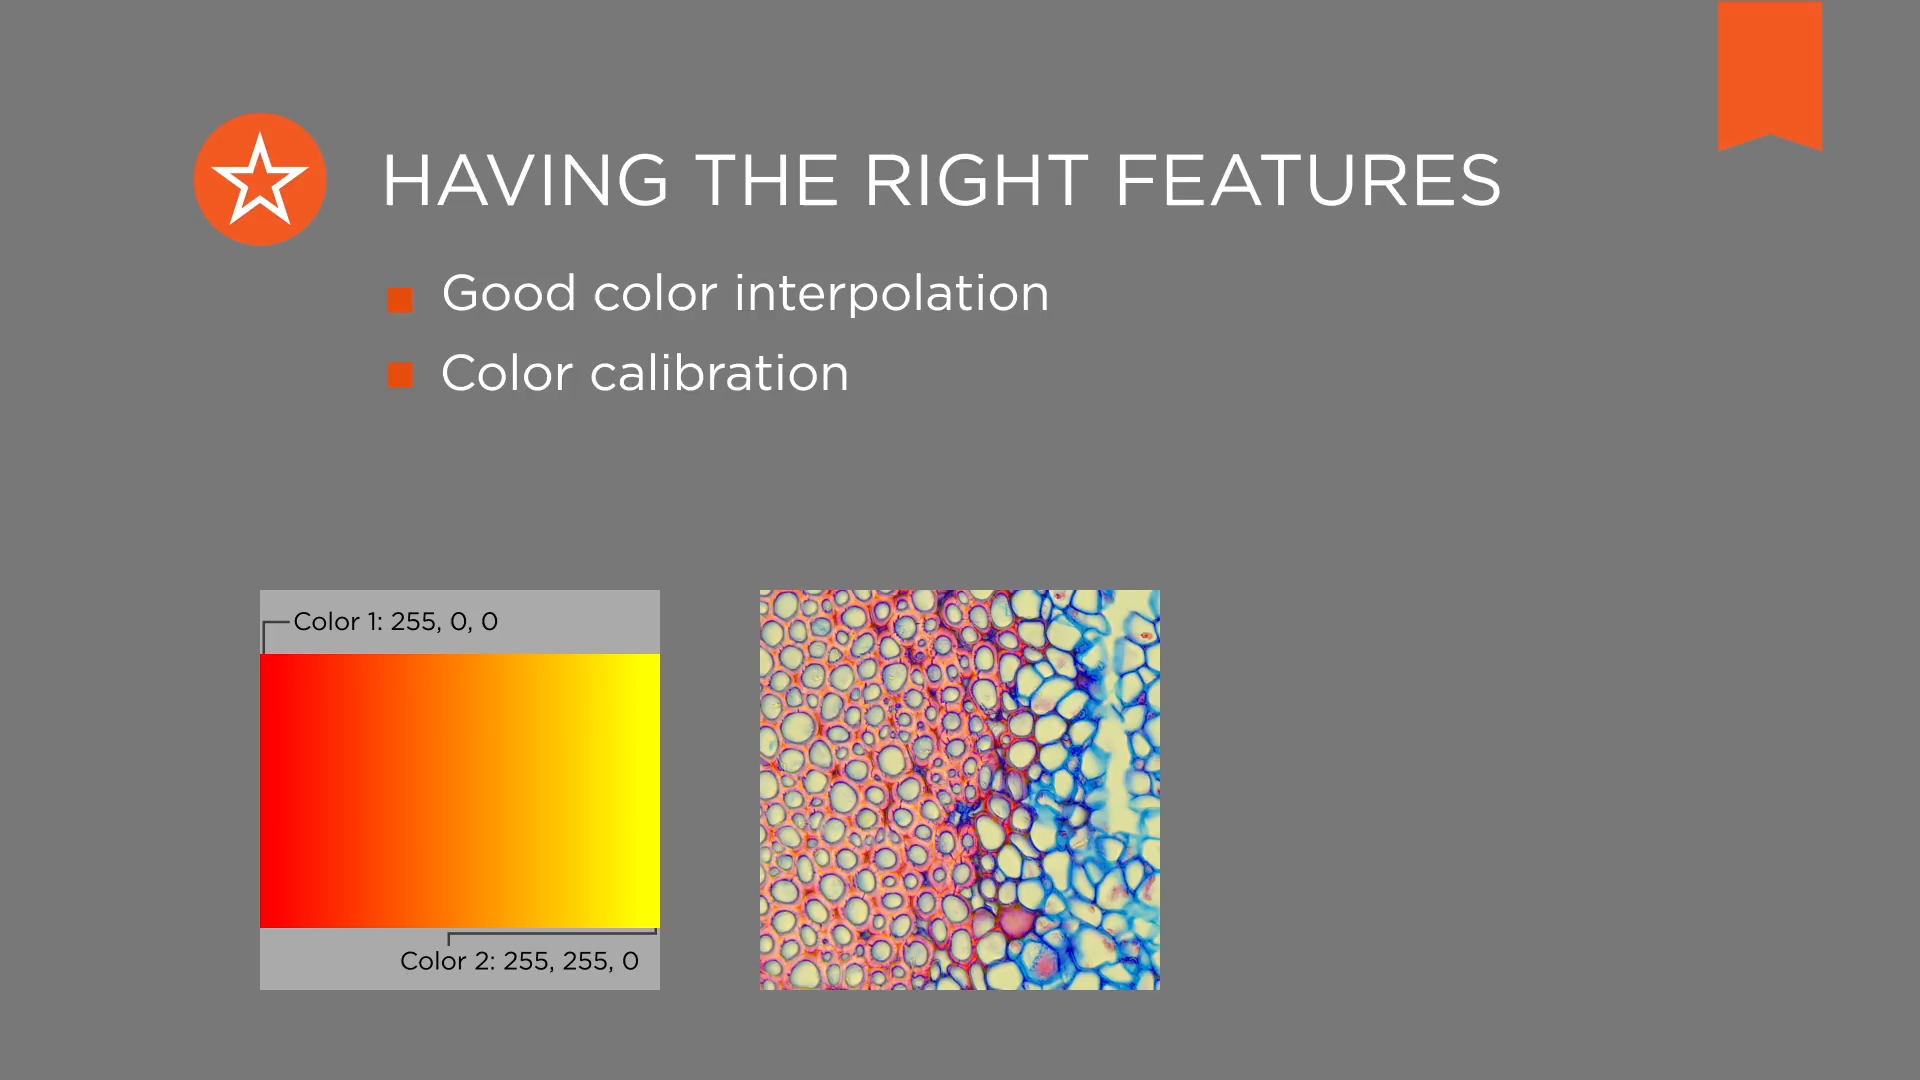 HAVING THE RIGHT FEATURES
Good color interpolation
Color calibration
Color 1: 255, 0, 0
Color 2: 255, 255, 0